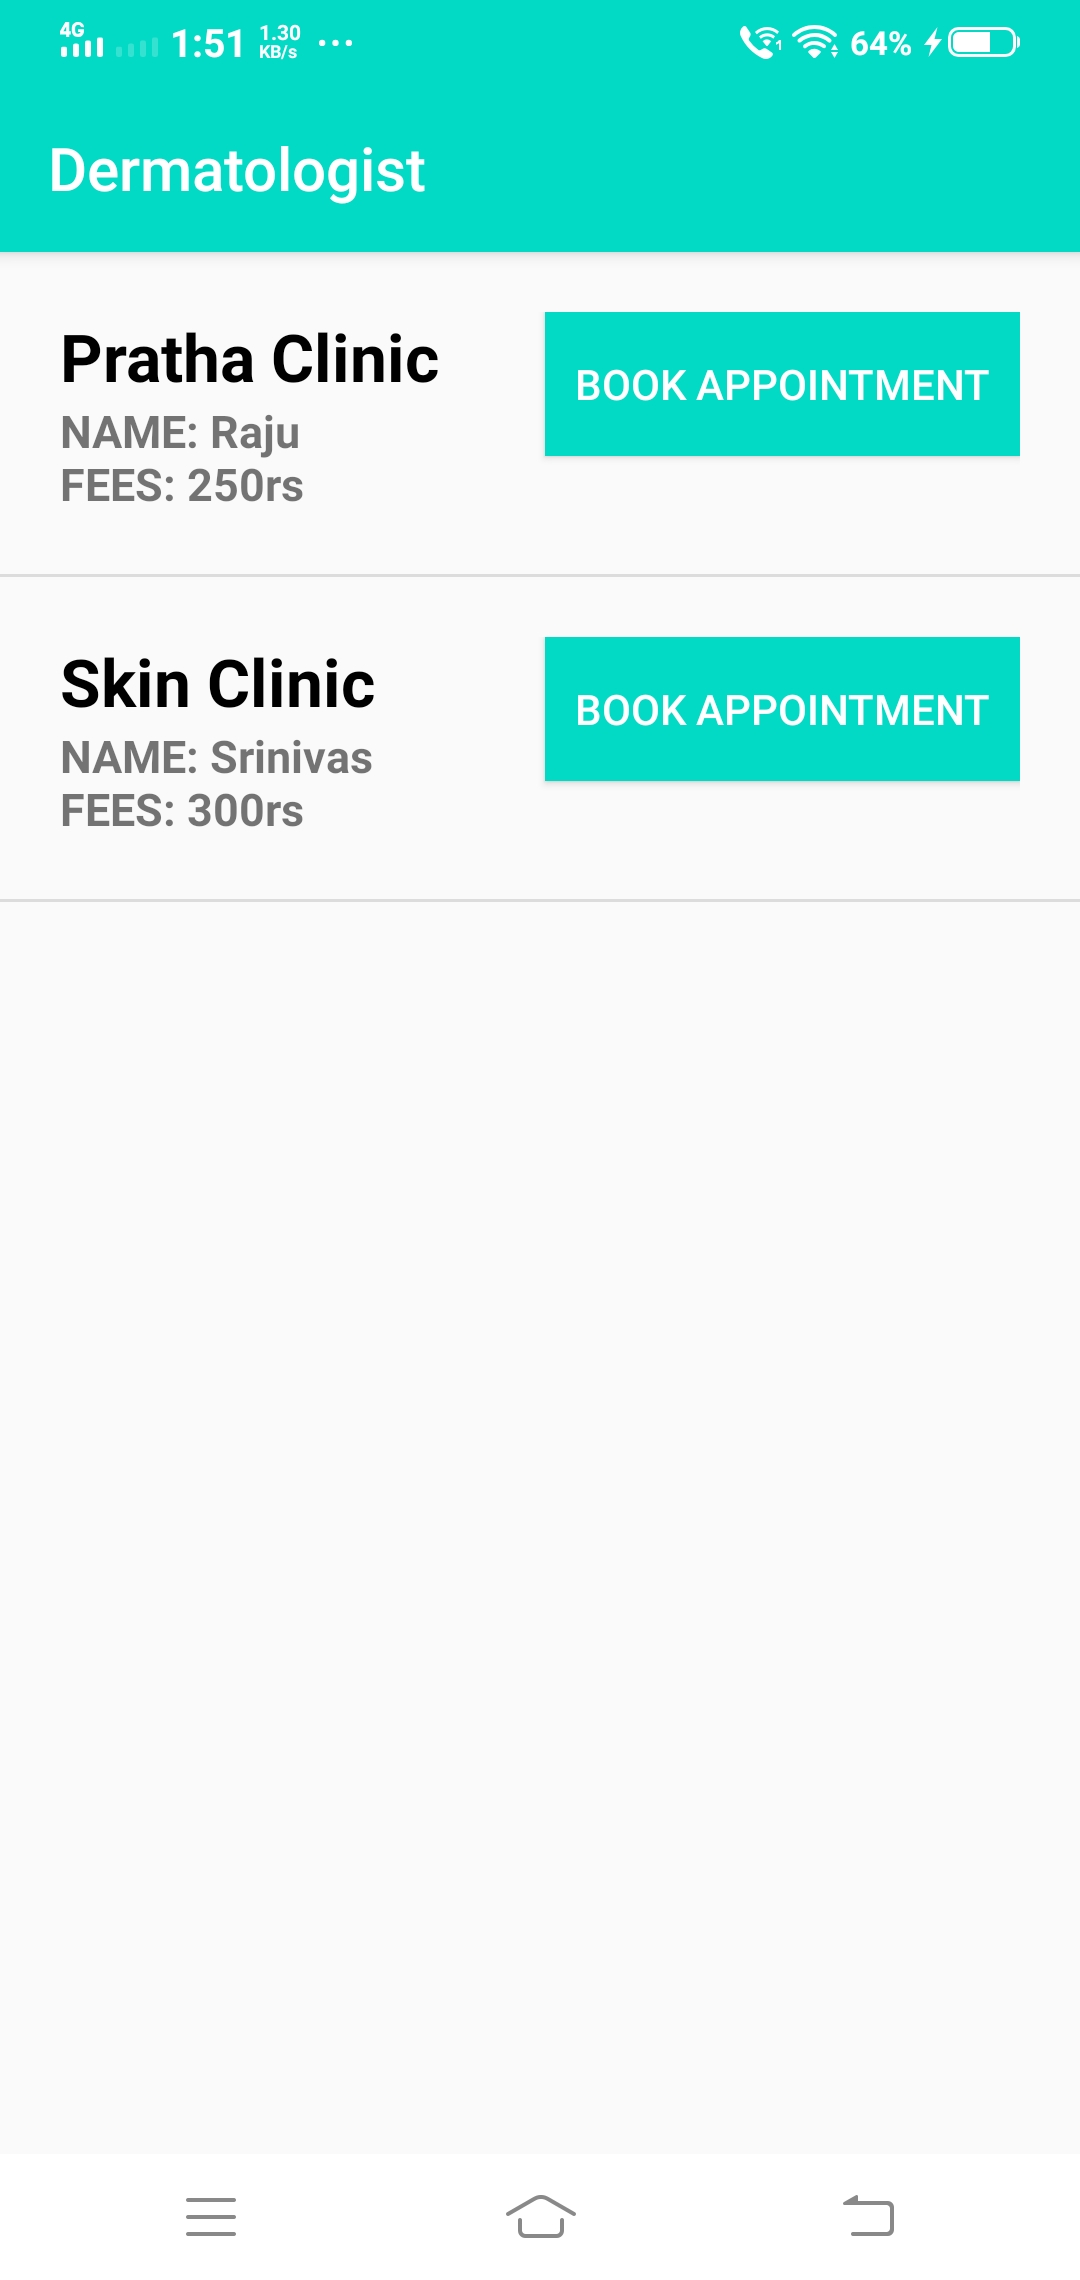 4G 1:51 1.30 KB/s ... 1 64%
Dermatologist
Pratha Clinic
BOOK APPOINTMENT
NAME: Raju
FEES: 250rs
Skin Clinic
BOOK APPOINTMENT
NAME: Srinivas
FEES: 300rs